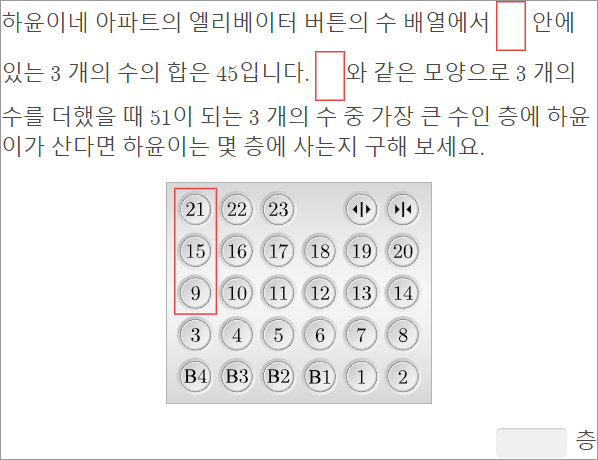 하윤이네 아파트의 엘리베이터 버튼의 수 배열에서 안에
있는 3 개의 수의 합은 45입니다. 와 같은 모양으로 3 개의
수를 더했을 때 51이 되는 3 개의 수 중 가장 큰 수인 층에 하윤
이가 산다면 하윤이는 몇 층에 사는지 구해 보세요.
21 22 23
15 16 17 18 19 20
9 10 11 12 13 14
3 4 5 6 7 8
B4 B3 B2 B1 1 2
층